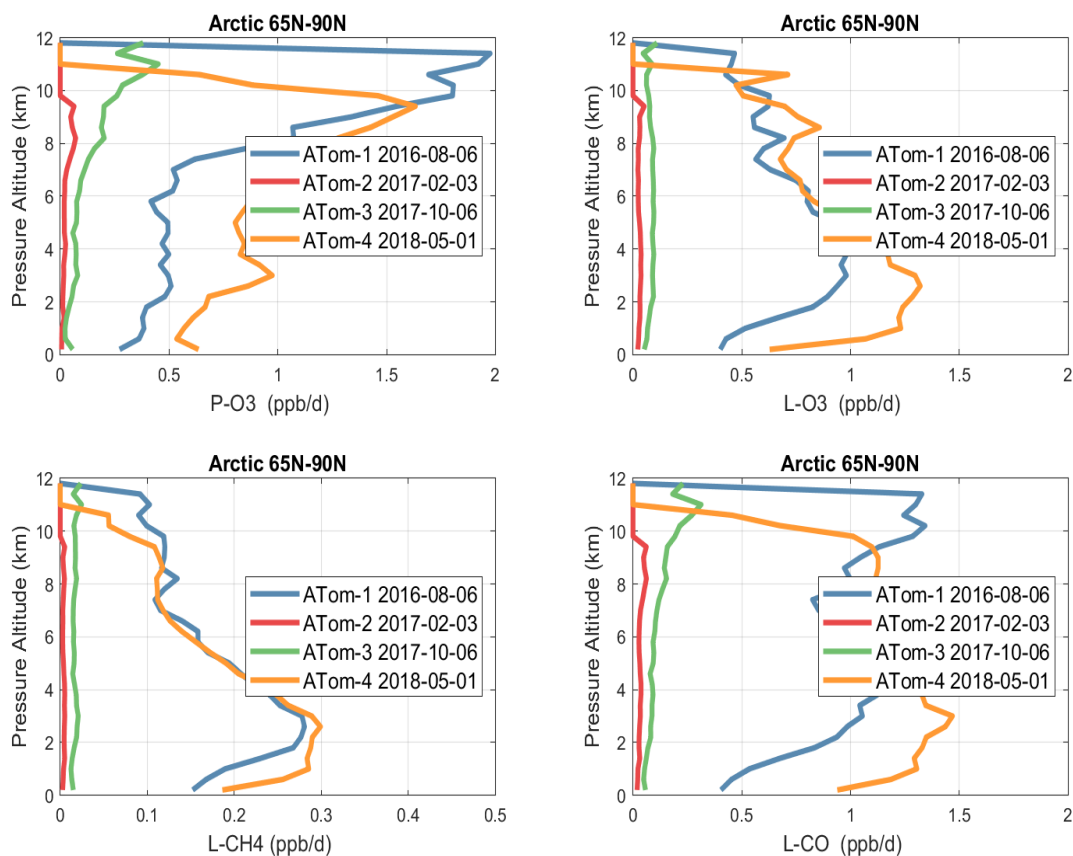 Arctic 65N-90N
12
10
8
6
4
2
0
Pressure Altitude (km)
ATom-1 2016-08-06
ATom-2 2017-02-03
ATom-3 2017-10-06
ATom-4 2018-05-01
0 0.5 1 1.5 2
P-O3 (ppb/d)
Arctic 65N-90N
12
10
8
6
4
2
0
Pressure Altitude (km)
ATom-1 2016-08-06
ATom-2 2017-02-03
ATom-3 2017-10-06
ATom-4 2018-05-01
0 0.5 1 1.5 2
L-O3 (ppb/d)
Arctic 65N-90N
12
10
8
6
4
2
0
Pressure Altitude (km)
ATom-1 2016-08-06
ATom-2 2017-02-03
ATom-3 2017-10-06
ATom-4 2018-05-01
0 0.1 0.2 0.3 0.4 0.5
L-CH4 (ppb/d)
Arctic 65N-90N
12
10
8
6
4
2
0
Pressure Altitude (km)
ATom-1 2016-08-06
ATom-2 2017-02-03
ATom-3 2017-10-06
ATom-4 2018-05-01
0 0.5 1 1.5 2
L-CO (ppb/d)